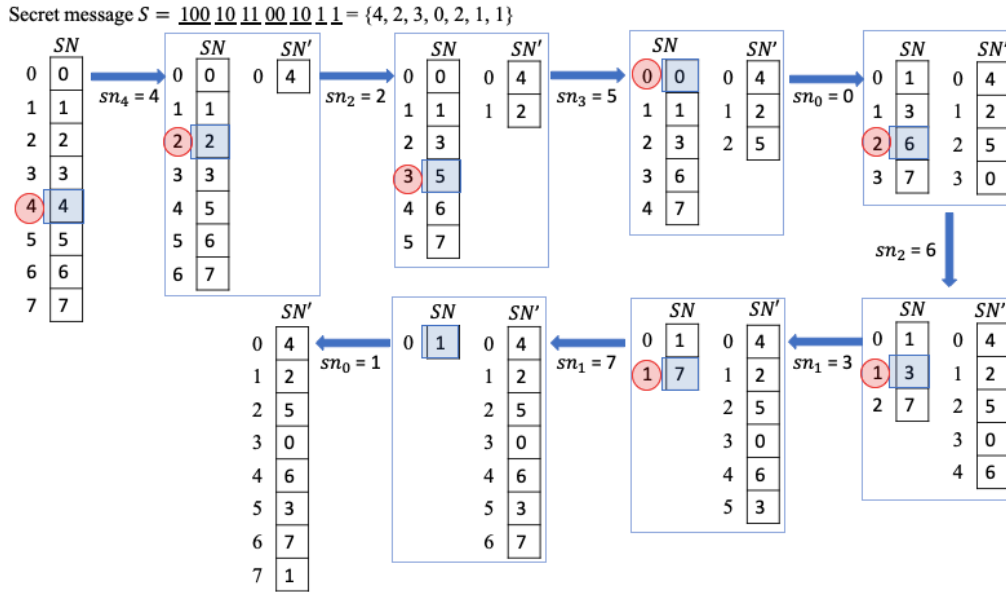 Secret message S = 100 10 11 00 10 1 1 = {4, 2, 3, 0, 2, 1, 1}
SN
0 0
1 1
2 2
3 3
4 4
5 5
6 6
7 7
sn₄ = 4
SN SN'
0 0 0 4
1 1
2 2
3 3
4 5
5 6
6 7
sn₂ = 2
SN SN'
0 0 0 4
1 1 1 2
2 3
3 5
4 6
5 7
sn₃ = 5
SN SN'
0 0 0 4
1 1 1 2
2 3 2 5
3 6
4 7
sn₀ = 0
SN SN'
0 1 0 4
1 3 1 2
2 6 2 5
3 7 3 0
sn₂ = 6
SN SN'
0 1 0 4
1 3 1 2
2 7 2 5
3 0
4 6
sn₁ = 3
SN SN'
0 1 0 4
1 7 1 2
2 5
3 0
4 6
5 3
sn₁ = 7
SN SN'
0 1 0 4
1 2
2 5
3 0
4 6
5 3
6 7
sn₀ = 1
SN'
0 4
1 2
2 5
3 0
4 6
5 3
6 7
7 1